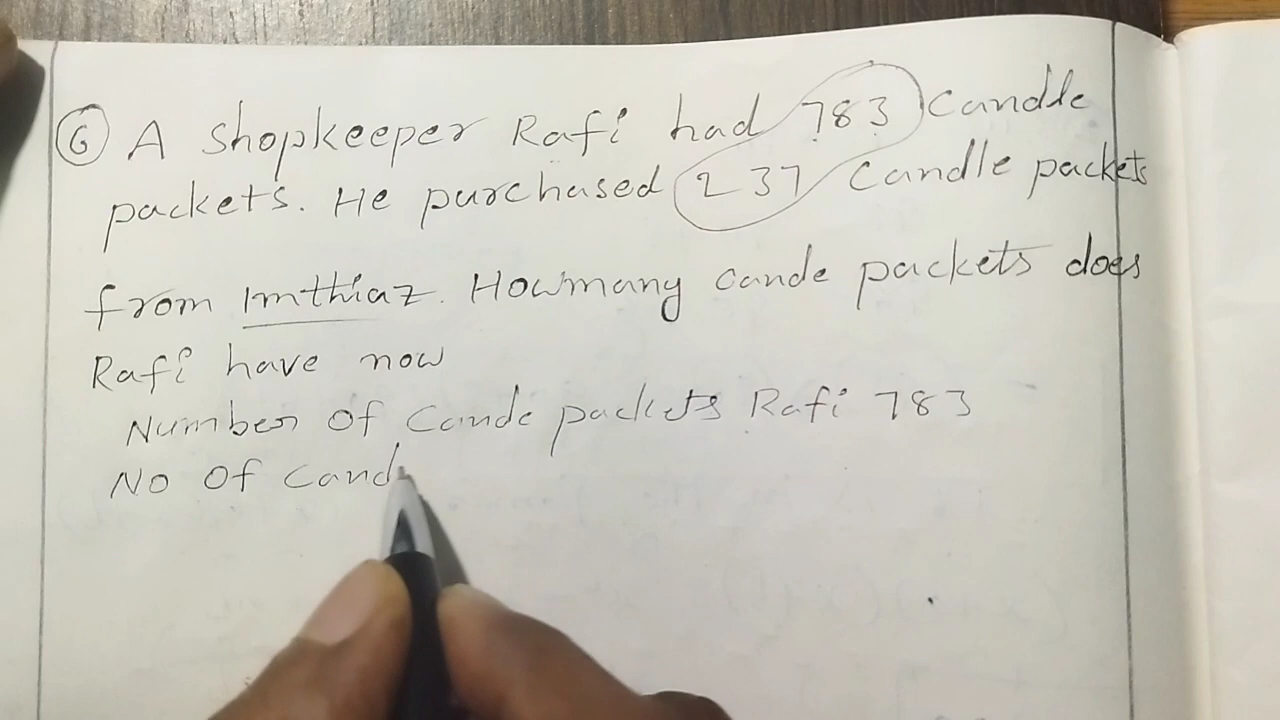 6 A Shopkeeper Rafi had 783 Candle
packets. He purchased 237 Candle packets
from Imthiaz. Howmany cande packets does
Rafi have now
Number Of Cande packets Rafi 783
No Of Cand